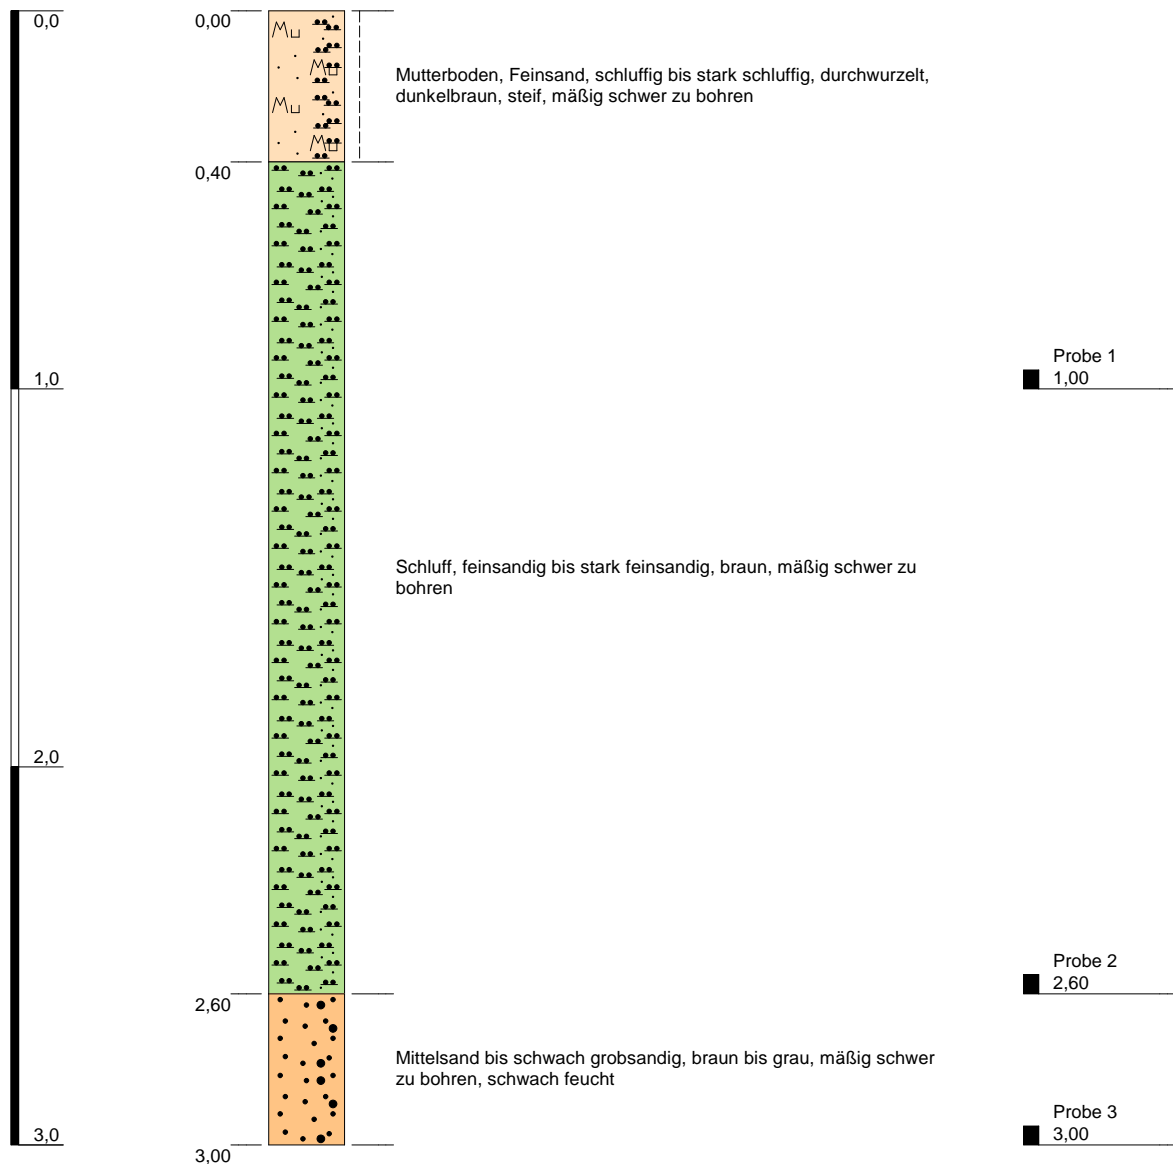 0,0
0,00
Mutterboden, Feinsand, schluffig bis stark schluffig, durchwurzelt,
dunkelbraun, steif, mäßig schwer zu bohren
0,40
Probe 1
1,0
1,00
Schluff, feinsandig bis stark feinsandig, braun, mäßig schwer zu
bohren
2,0
Probe 2
2,60
2,60
Mittelsand bis schwach grobsandig, braun bis grau, mäßig schwer
zu bohren, schwach feucht
Probe 3
3,0
3,00
3,00